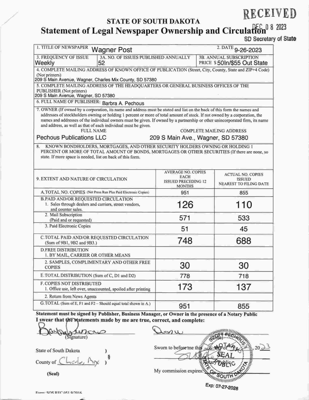 RECEIVED
DEC 08 2023
SD Secretary of State
STATE OF SOUTH DAKOTA
Statement of Legal Newspaper Ownership and Circulation
1. TITLE OF NEWSPAPER Wagner Post
2. DATE 9-26-2023
3. FREQUENCY OF ISSUE Weekly
3A. NO. OF ISSUES PUBLISHED ANNUALLY 52
3B. ANNUAL SUBSCRIPTION PRICE $50In/$55 Out State
4. COMPLETE MAILING ADDRESS OF KNOWN OFFICE OF PUBLICATION (Street, City, County, State and ZIP+4 Code) (Not printers)
209 S Main Avenue, Wagner, Charles Mix County, SD 57380
5. COMPLETE MAILING ADDRESS OF THE HEADQUARTERS OR GENERAL BUSINESS OFFICES OF THE PUBLISHER (Not printers)
209 S Main Avenue, Wagner, SD 57380
6. FULL NAME OF PUBLISHER: Barbra A. Pechous
7. OWNER (If owned by a corporation, its name and address must be stated and list on the back of this form the names and
addresses of stockholders owning or holding 1 percent or more of total amount of stock. If not owned by a corporation, the
names and addresses of the individual owners must be given. If owned by a partnership or other unincorporated firm, its name
and address, as well as that of each individual must be given.
FULL NAME
COMPLETE MAILING ADDRESS
Pechous Publications LLC
209 S Main Ave., Wagner, SD 57380
8. KNOWN BONDHOLDERS, MORTGAGES, AND OTHER SECURITY HOLDERS OWNING OR HOLDING 1
PERCENT OR MORE OF TOTAL AMOUNT OF BONDS, MORTGAGES OR OTHER SECURITIES (If there are none, so
state. If more space is needed, list on back of this form.
9. EXTENT AND NATURE OF CIRCULATION
AVERAGE NO. COPIES EACH ISSUED PRECEDING 12 MONTHS
ACTUAL NO. COPIES ISSUED NEAREST TO FILING DATE
A. TOTAL NO. COPIES (Net Press Run Plus Paid Electronic Copies) 951 855
B. PAID AND/OR REQUESTED CIRCULATION
1. Sales through dealers and carriers, street vendors, and counter sales 126 110
2. Mail Subscription (Paid and or requested) 571 533
3. Paid Electronic Copies 51 45
C. TOTAL PAID AND/OR REQUESTED CIRCULATION (Sum of 9B1, 9B2 and 9B3.) 748 688
D. FREE DISTRIBUTION
1. BY MAIL, CARRIER OR OTHER MEANS
2. SAMPLES, COMPLIMENTARY AND OTHER FREE COPIES 30 30
E. TOTAL DISTRIBUTION (Sum of C, D1 and D2) 778 718
F. COPIES NOT DISTRIBUTED
1. Office use, left over, unaccounted, spoiled after printing 173 137
2. Return from News Agents
G. TOTAL (Sum of E, F1 and F2 - Should equal total shown in A.) 951 855
Statement must be signed by Publisher, Business Manager, or Owner in the presence of a Notary Public
I swear that the statements made by me are true, correct, and complete:
(Signature)
State of South Dakota )
County of Charles Mix )
(Seal)
Sworn to before me this
2023
My commission expires
NOTARY
SEAL
PUBLIC
SOUTH DAKOTA
Exp: 07-27-2028